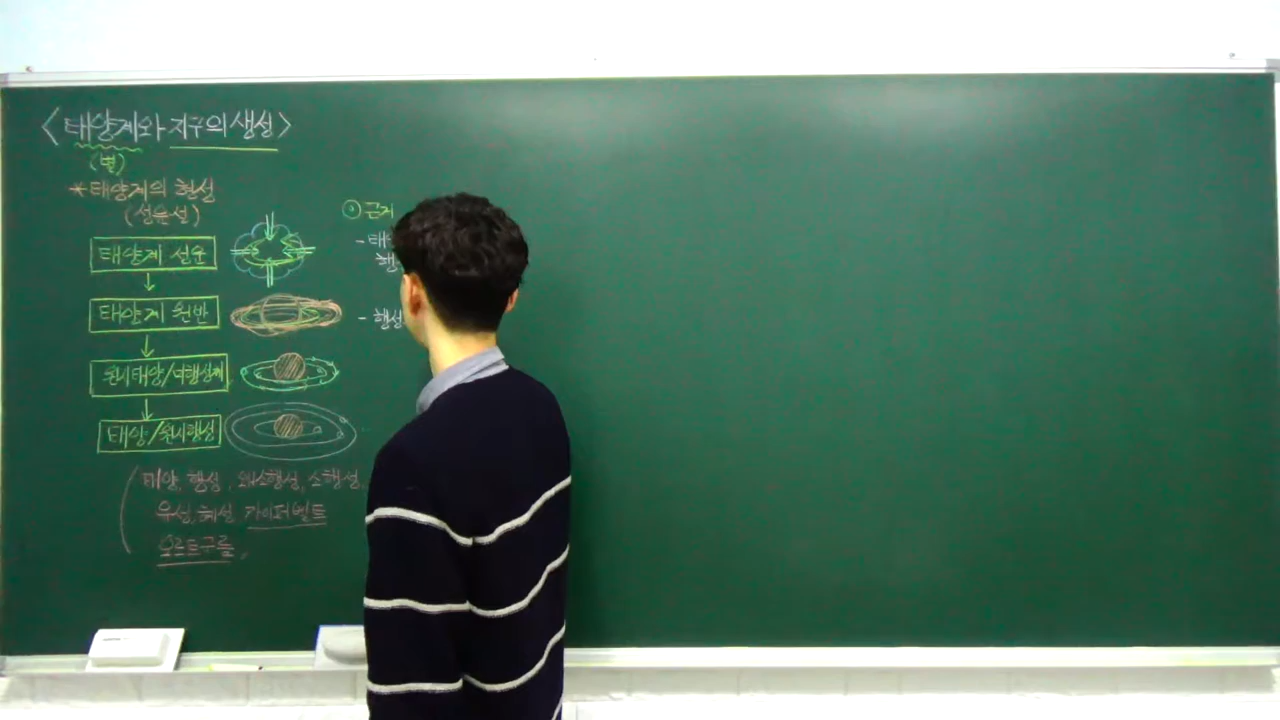 <태양계와 지구의 생성>
(별)
*태양계의 형성
(성운설)
태양계 성운
태양계 원반
원시태양/미행성체
태양/원시행성
(태양, 행성, 왜소행성, 소행성,
유성, 혜성, 카이퍼벨트
오르트구름,
근거
- 태
행
- 행성